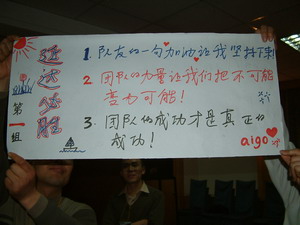 必胜
第一组
1. 队友的一句加油让我坚持下来!
2 团队的力量让我们把不可能
变为可能!
3. 团队的成功才是真正的
成功!
aigo